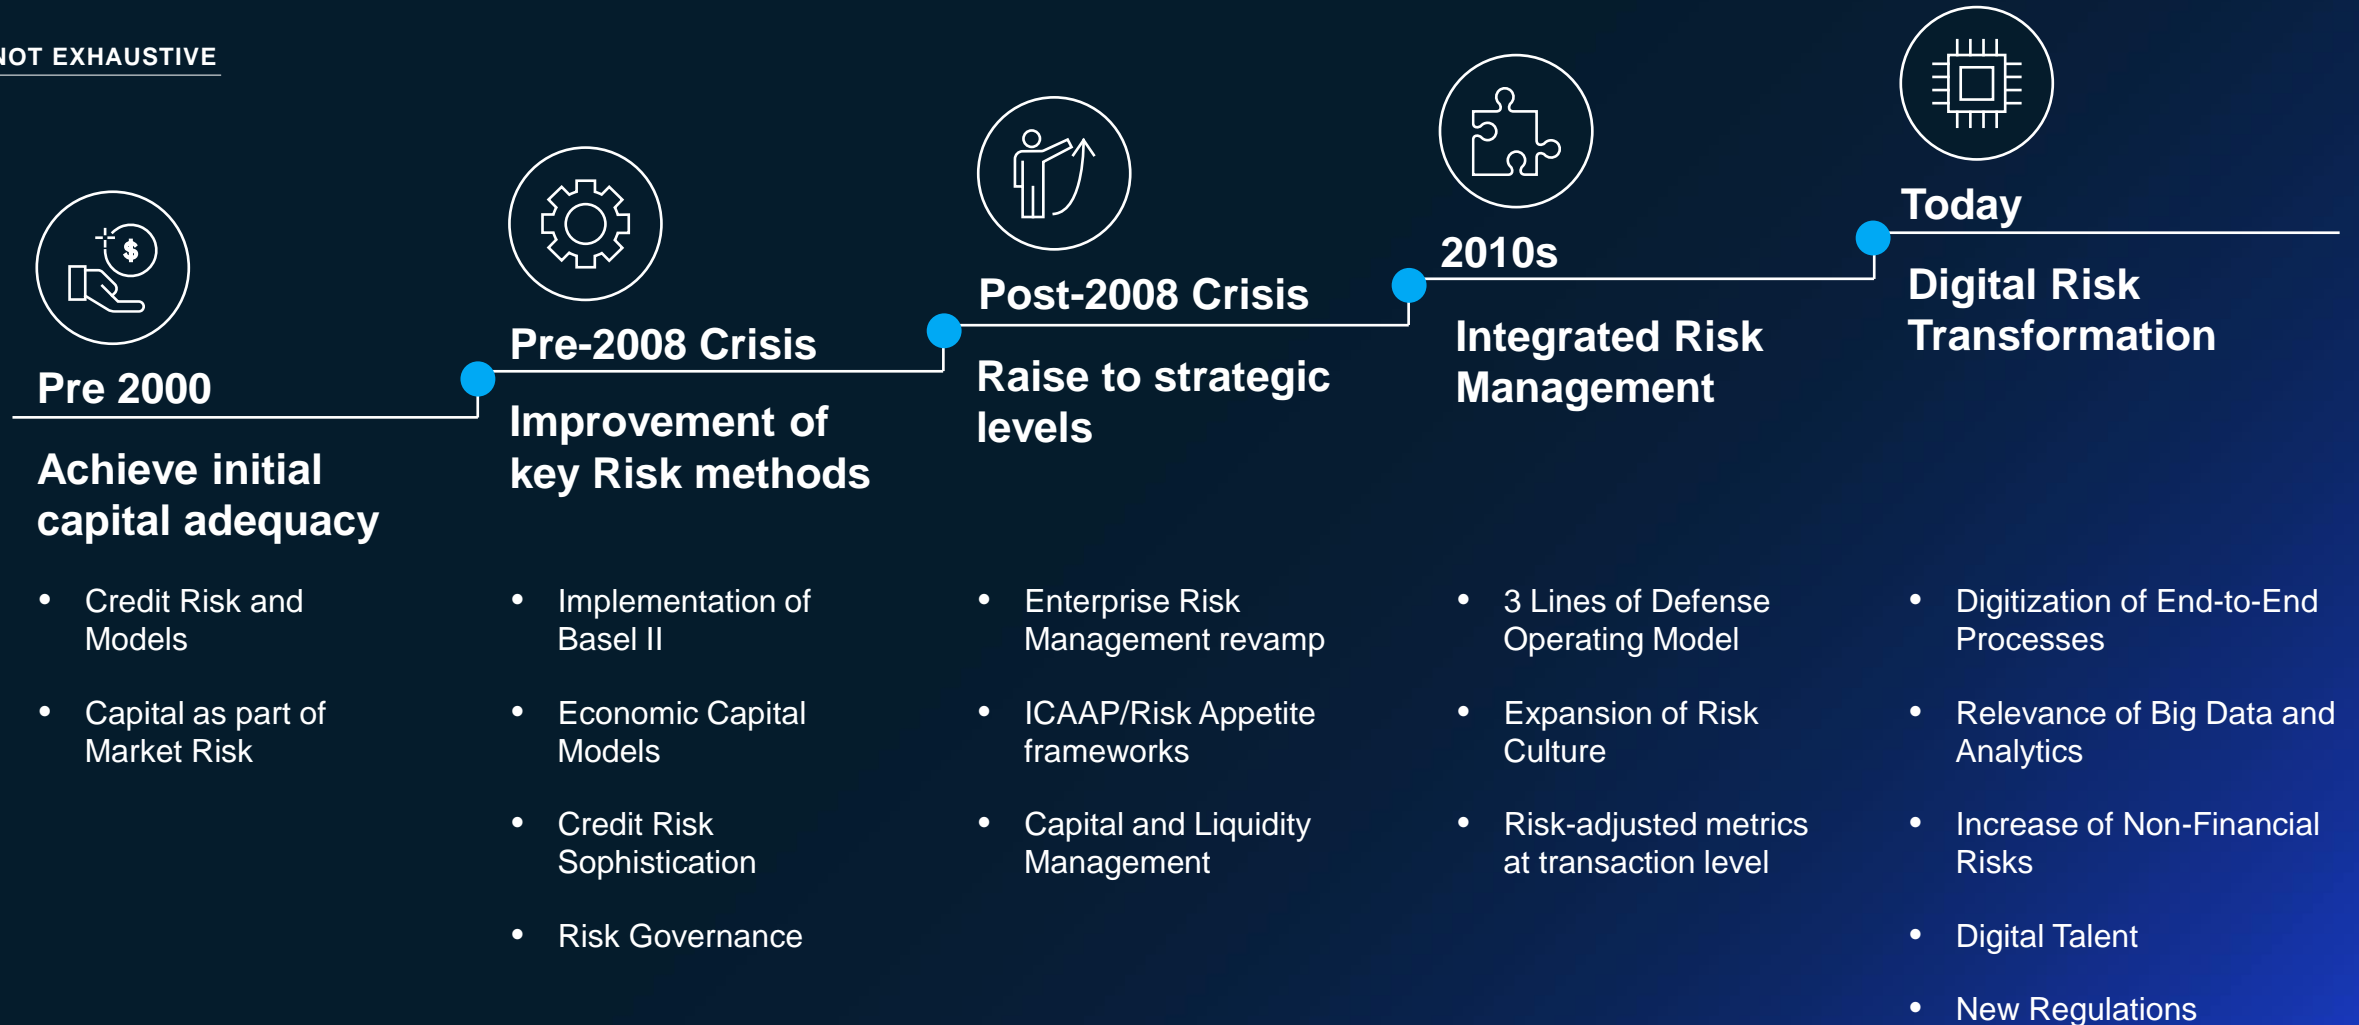 NOT EXHAUSTIVE
$
Pre 2000
Achieve initial
capital adequacy
• Credit Risk and
Models
• Capital as part of
Market Risk
Pre-2008 Crisis
Improvement of
key Risk methods
• Implementation of
Basel II
• Economic Capital
Models
• Credit Risk
Sophistication
• Risk Governance
Post-2008 Crisis
Raise to strategic
levels
• Enterprise Risk
Management revamp
• ICAAP/Risk Appetite
frameworks
• Capital and Liquidity
Management
2010s
Integrated Risk
Management
• 3 Lines of Defense
Operating Model
• Expansion of Risk
Culture
• Risk-adjusted metrics
at transaction level
Today
Digital Risk
Transformation
• Digitization of End-to-End
Processes
• Relevance of Big Data and
Analytics
• Increase of Non-Financial
Risks
• Digital Talent
• New Regulations